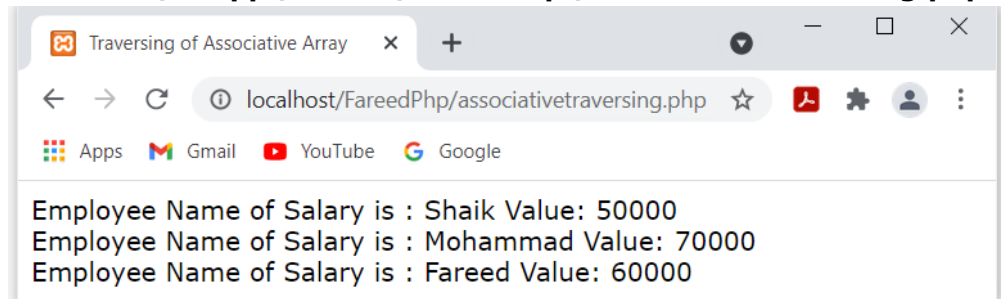 Traversing of Associative Array
localhost/FareedPhp/associativetraversing.php
Apps Gmail YouTube Google
Employee Name of Salary is : Shaik Value: 50000
Employee Name of Salary is : Mohammad Value: 70000
Employee Name of Salary is : Fareed Value: 60000